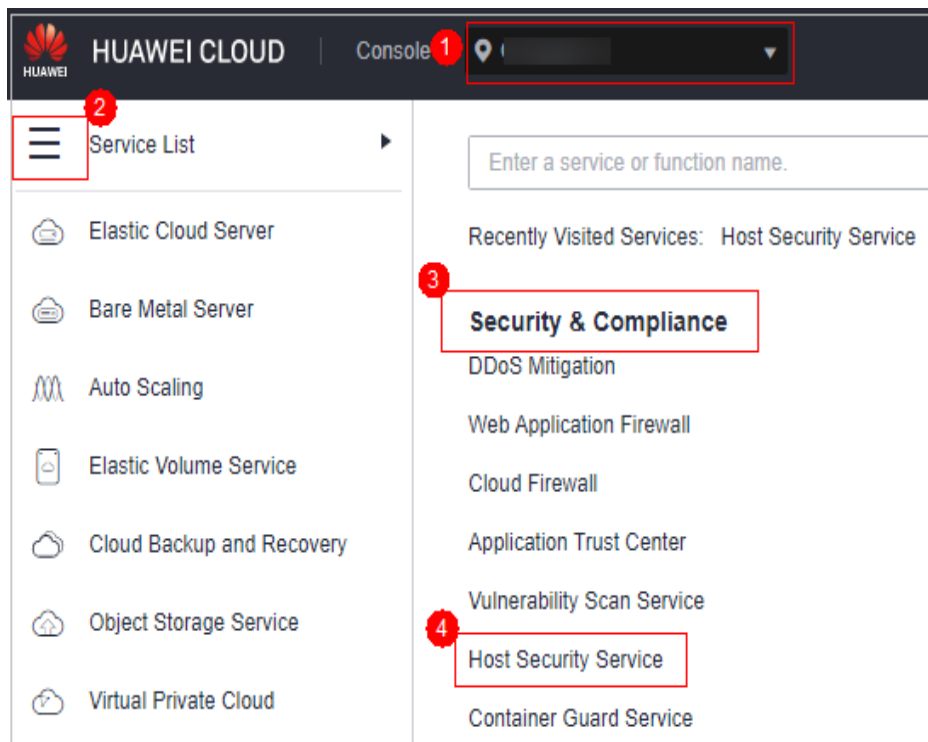 HUAWEI
HUAWEI CLOUD
Console
1
2
Service List
Elastic Cloud Server
Bare Metal Server
Auto Scaling
Elastic Volume Service
Cloud Backup and Recovery
Object Storage Service
Virtual Private Cloud
Enter a service or function name.
Recently Visited Services: Host Security Service
3
Security & Compliance
DDoS Mitigation
Web Application Firewall
Cloud Firewall
Application Trust Center
Vulnerability Scan Service
4
Host Security Service
Container Guard Service